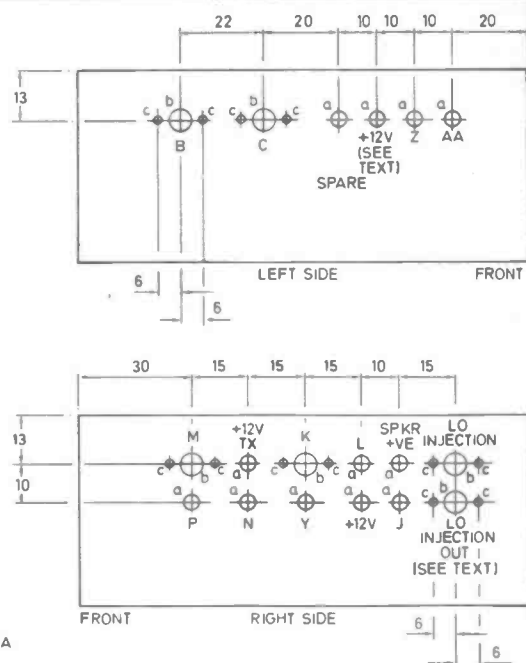 22 20 10 10 10 20
13
c b c c b c a a a a
B C +12V Z AA
(SEE
TEXT)
SPARE
6 LEFT SIDE FRONT
6
30 15 15 15 10 15
13
10
M +12V TX K L SPKR +VE LO INJECTION
c c a c c a a c c
b b b
a a a a a c b c
P N Y +12V J LO
INJECTION
OUT
(SEE TEXT)
FRONT RIGHT SIDE
A
6
6